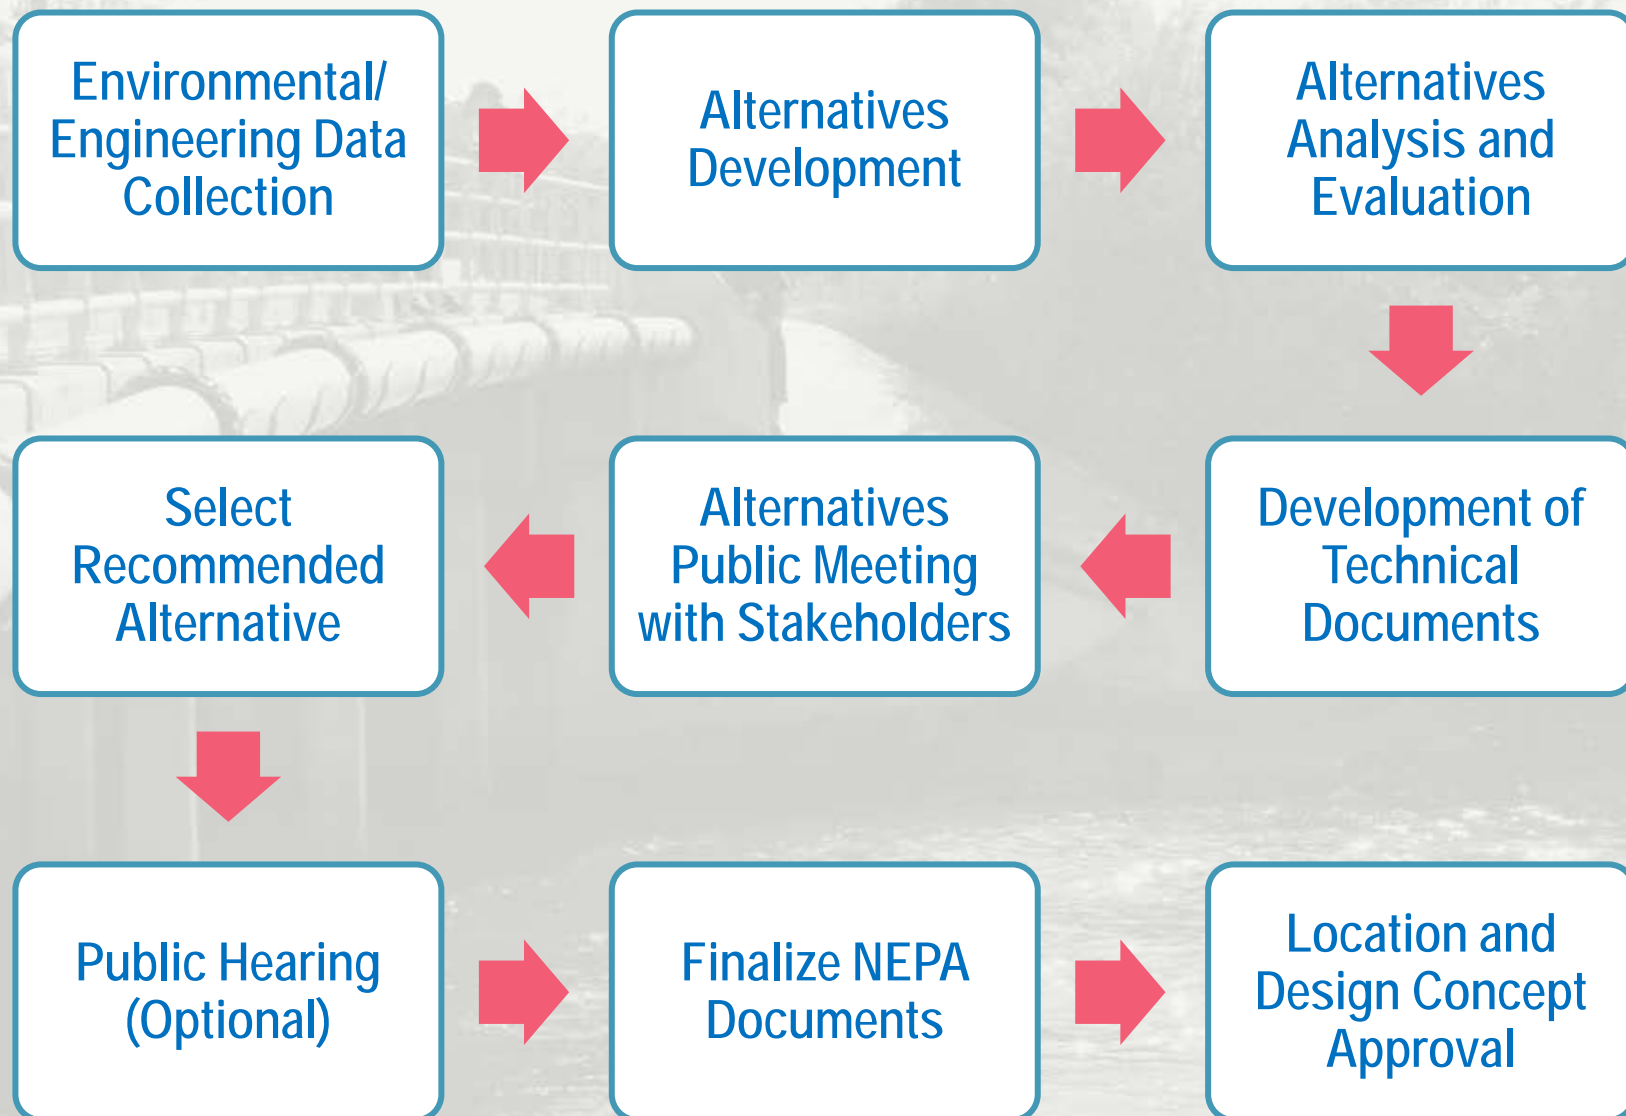 Environmental/
Engineering Data
Collection
Alternatives
Development
Alternatives
Analysis and
Evaluation
Development of
Technical
Documents
Alternatives
Public Meeting
with Stakeholders
Select
Recommended
Alternative
Public Hearing
(Optional)
Finalize NEPA
Documents
Location and
Design Concept
Approval